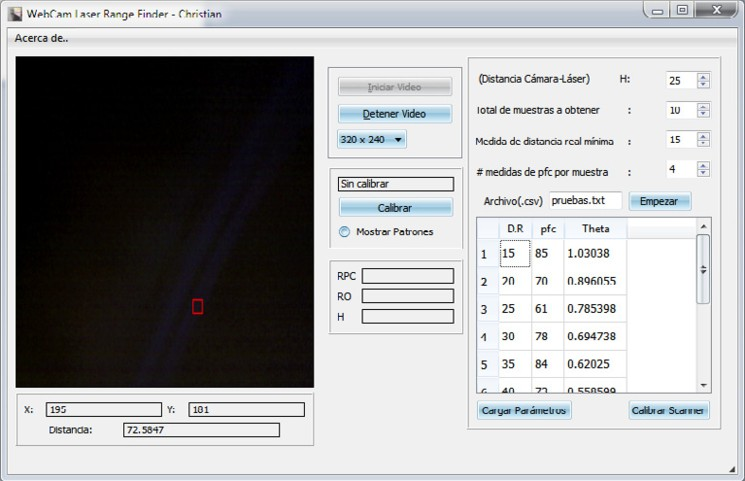 WebCam Laser Range Finder - Christian
Acerca de..
Iniciar Video
Detener Video
320 x 240
Sin calibrar
Calibrar
Mostrar Patrones
RPC
RO
H
X: 195 Y: 181
Distancia: 72.5847
(Distancia Cámara-Láser) H: 25
Total de muestras a obtener : 10
Medida de distancia real mínima : 15
# medidas de pfc por muestra : 4
Archivo(.csv) pruebas.txt Empezar
D.R pfc Theta
1 15 85 1.03038
2 20 70 0.896055
3 25 61 0.785398
4 30 78 0.694738
5 35 84 0.62025
6 40 72 0.558599
Cargar Parámetros Calibrar Scanner